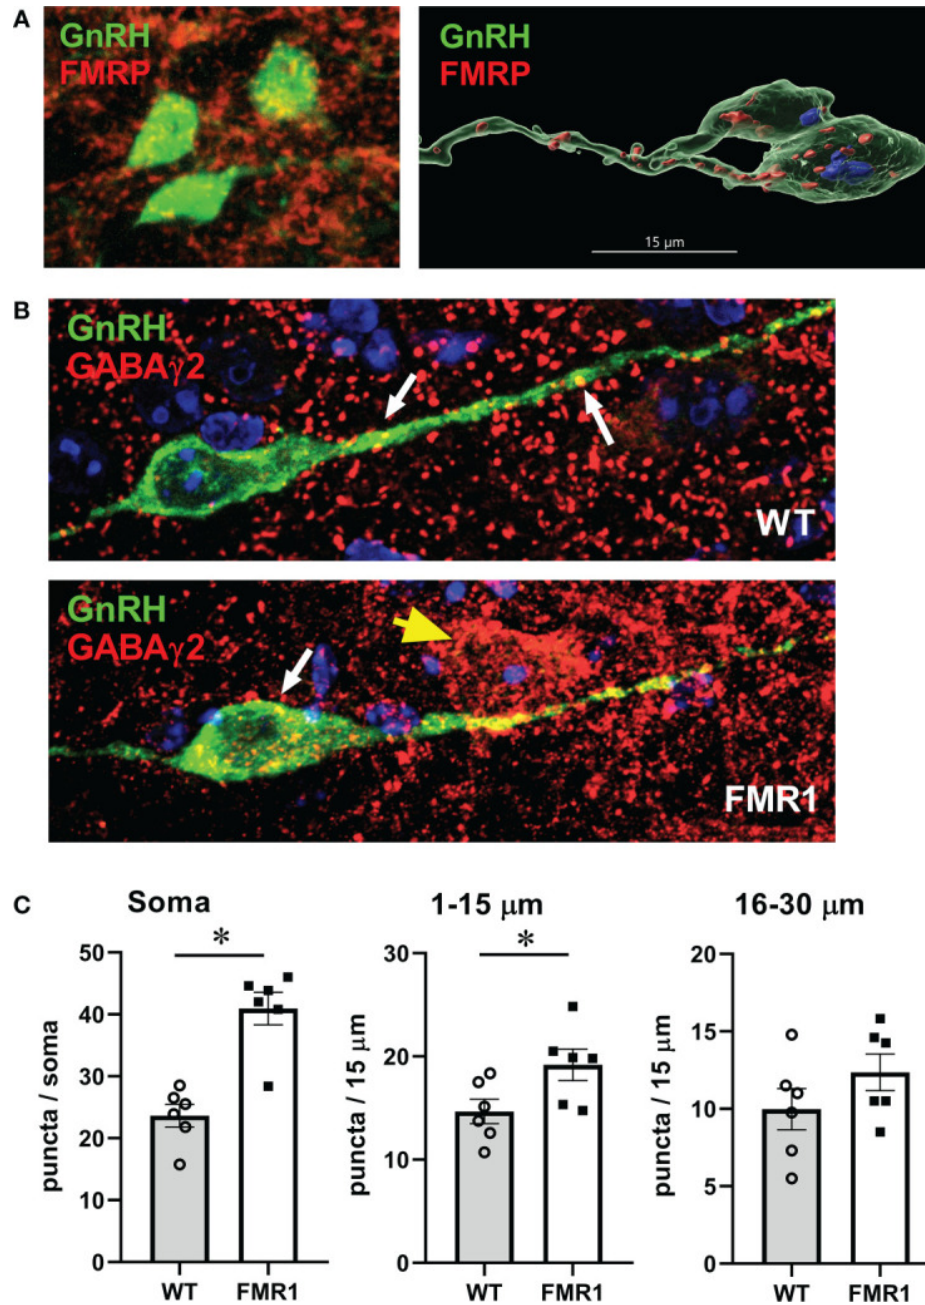 A
GnRH
FMRP
GnRH
FMRP
15 µm
B
GnRH
GABAγ2
WT
GnRH
GABAγ2
FMR1
C
Soma
1-15 µm
16-30 µm
*
*
puncta / soma
50
40
30
20
10
0
WT
FMR1
puncta / 15 µm
30
20
10
0
WT
FMR1
puncta / 15 µm
20
15
10
5
0
WT
FMR1